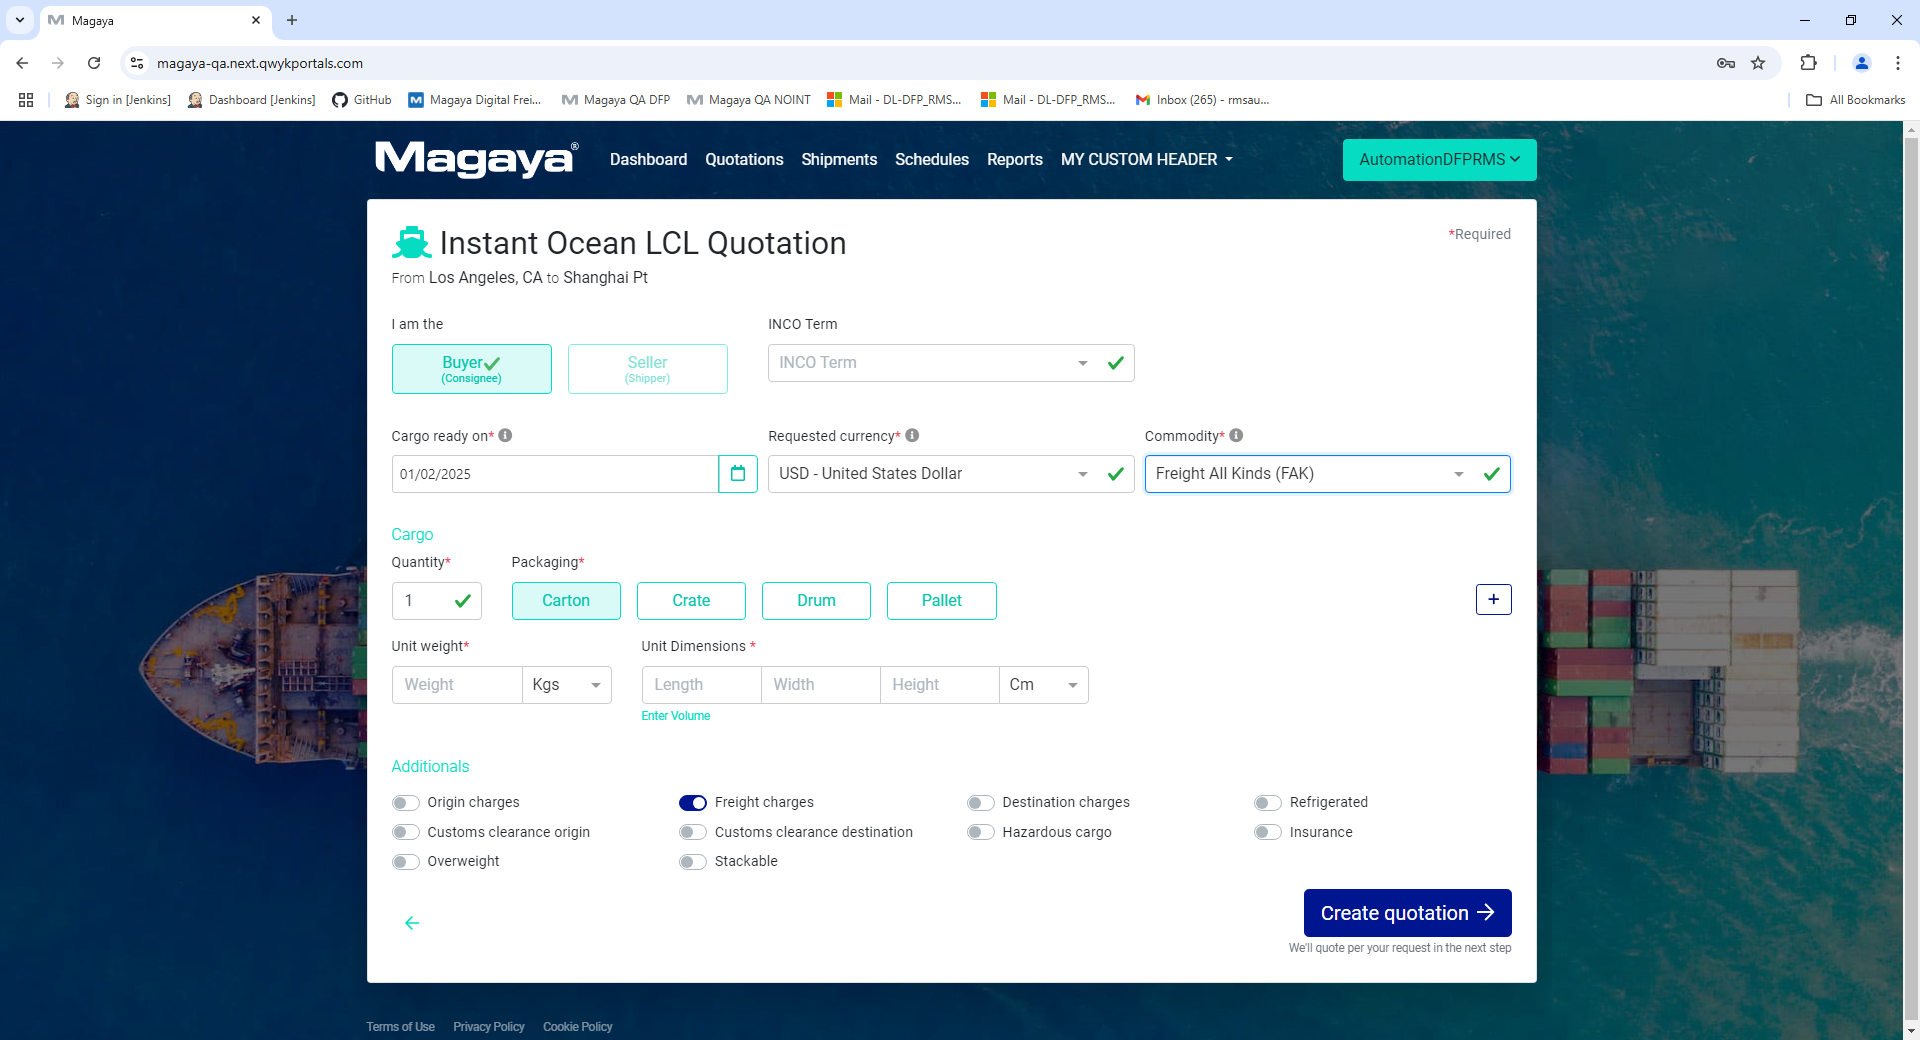 Magaya
magaya-qa.next.qwykportals.com
Sign in [Jenkins]
Dashboard [Jenkins]
GitHub
Magaya Digital Frei...
Magaya QA DFP
Magaya QA NOINT
Mail - DL-DFP_RMS...
Mail - DL-DFP_RMS...
Inbox (265) - rmsau...
All Bookmarks
Magaya®
Dashboard
Quotations
Shipments
Schedules
Reports
MY CUSTOM HEADER
AutomationDFPRMS
Instant Ocean LCL Quotation
*Required
From Los Angeles, CA to Shanghai Pt
I am the
INCO Term
Buyer
(Consignee)
Seller
(Shipper)
INCO Term
Cargo ready on*
Requested currency*
Commodity*
01/02/2025
USD - United States Dollar
Freight All Kinds (FAK)
Cargo
Quantity*
Packaging*
1
Carton
Crate
Drum
Pallet
+
Unit weight*
Unit Dimensions *
Weight
Kgs
Length
Width
Height
Cm
Enter Volume
Additionals
Origin charges
Freight charges
Destination charges
Refrigerated
Customs clearance origin
Customs clearance destination
Hazardous cargo
Insurance
Overweight
Stackable
Create quotation
We'll quote per your request in the next step
Terms of Use
Privacy Policy
Cookie Policy